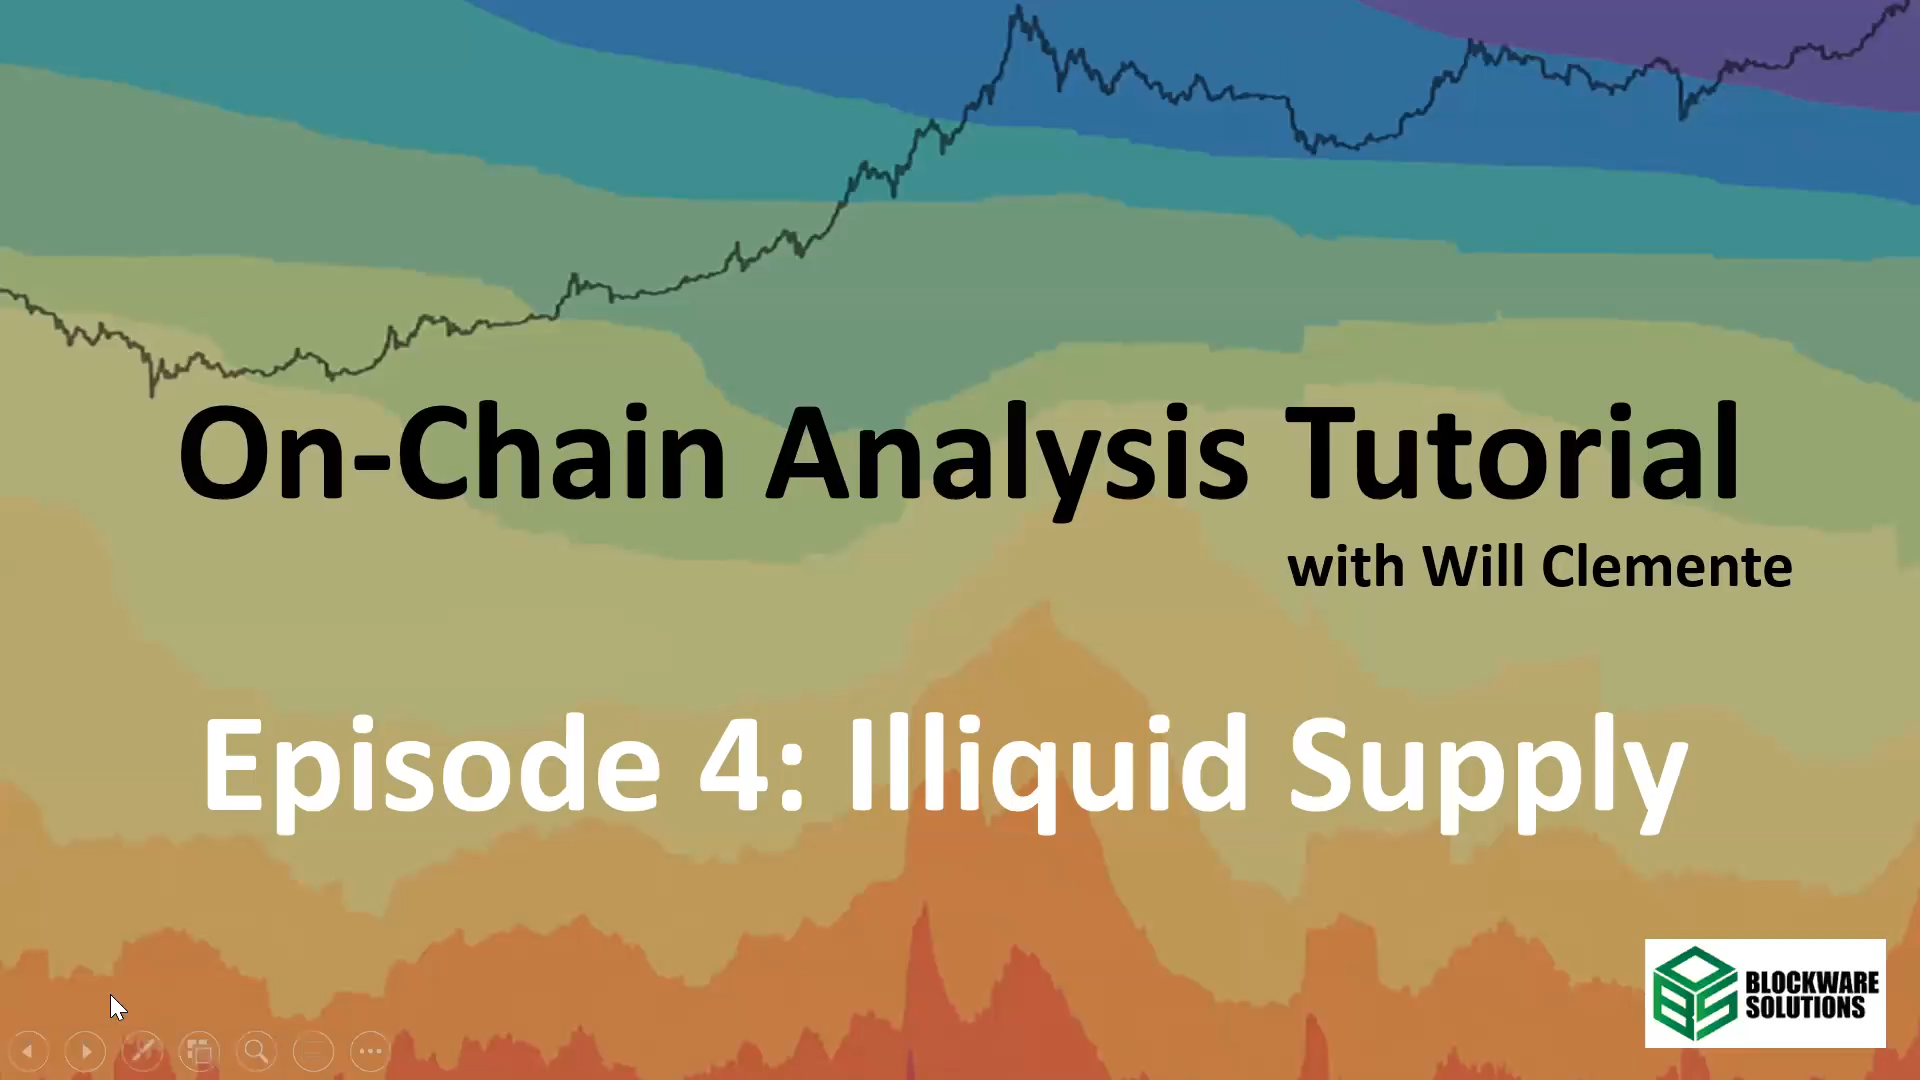 On-Chain Analysis Tutorial
with Will Clemente
Episode 4: Illiquid Supply
BLOCKWARE
SOLUTIONS